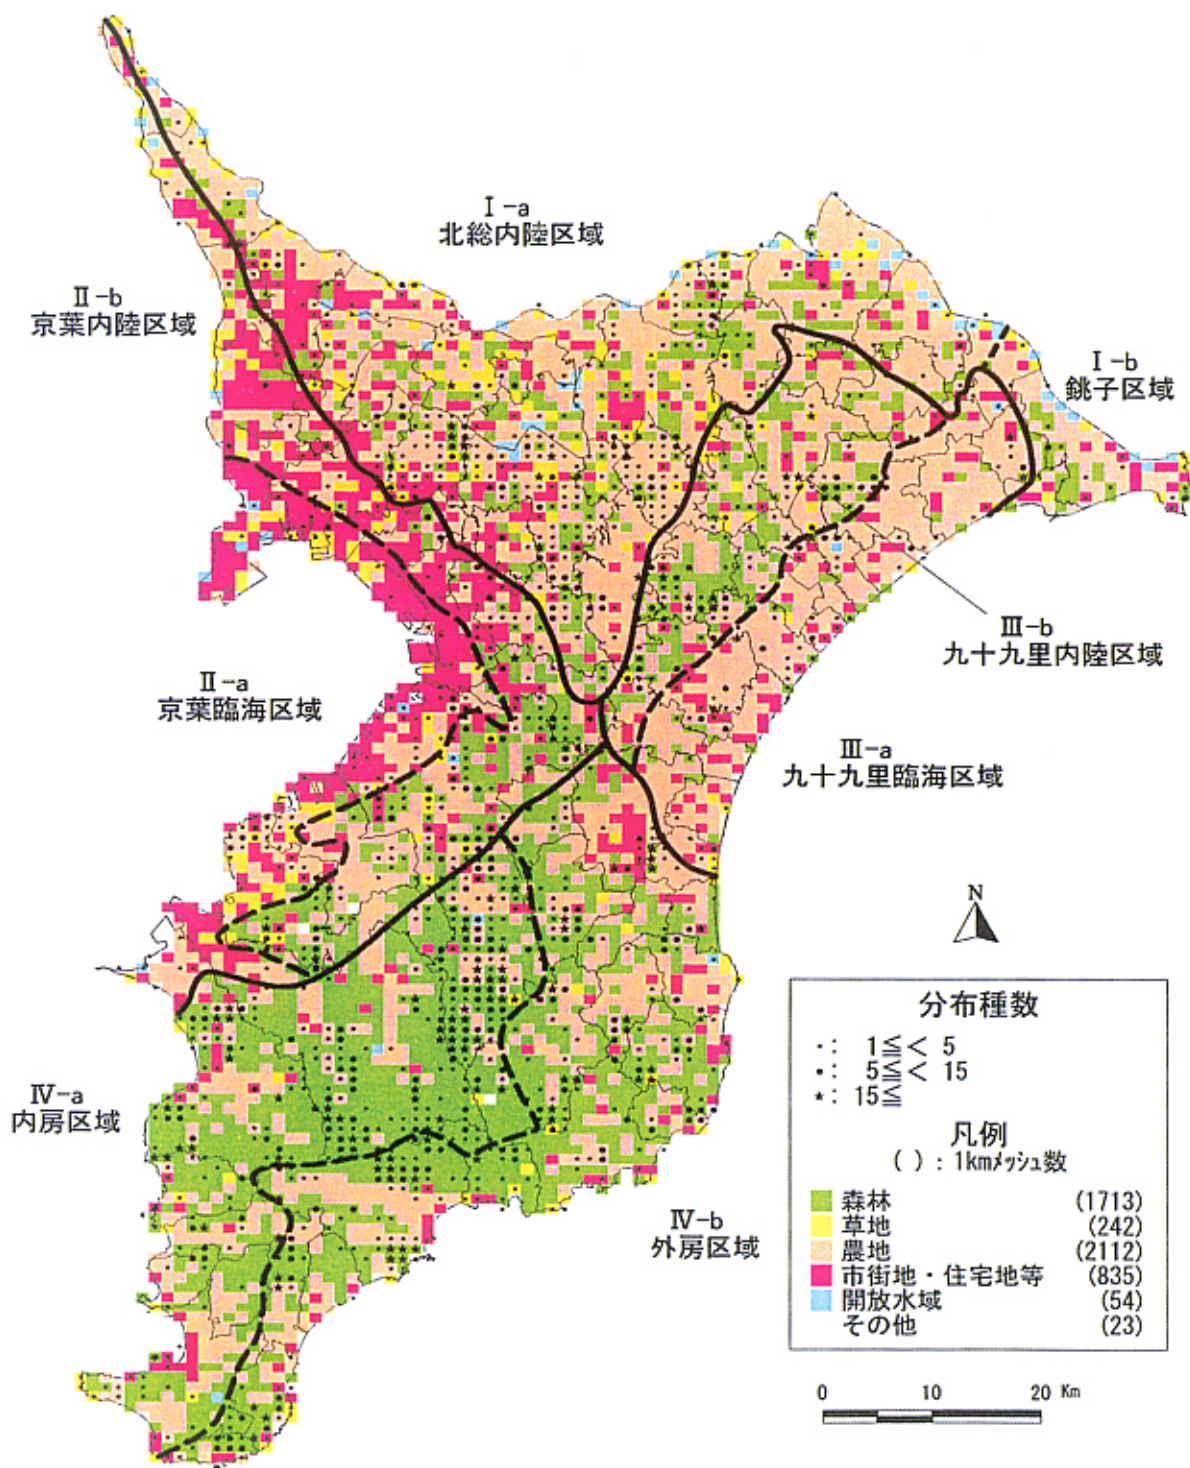 Ⅰ-a
北総内陸区域
Ⅱ-b
京葉内陸区域
Ⅰ-b
銚子区域
Ⅲ-b
九十九里内陸区域
Ⅱ-a
京葉臨海区域
Ⅲ-a
九十九里臨海区域
N
Ⅳ-a
内房区域
Ⅳ-b
外房区域
分布種数
・: 1≦< 5
●: 5≦< 15
★: 15≦
凡例
( ) : 1kmメッシュ数
森林 (1713)
草地 (242)
農地 (2112)
市街地・住宅地等 (835)
開放水域 (54)
その他 (23)
0 10 20 Km